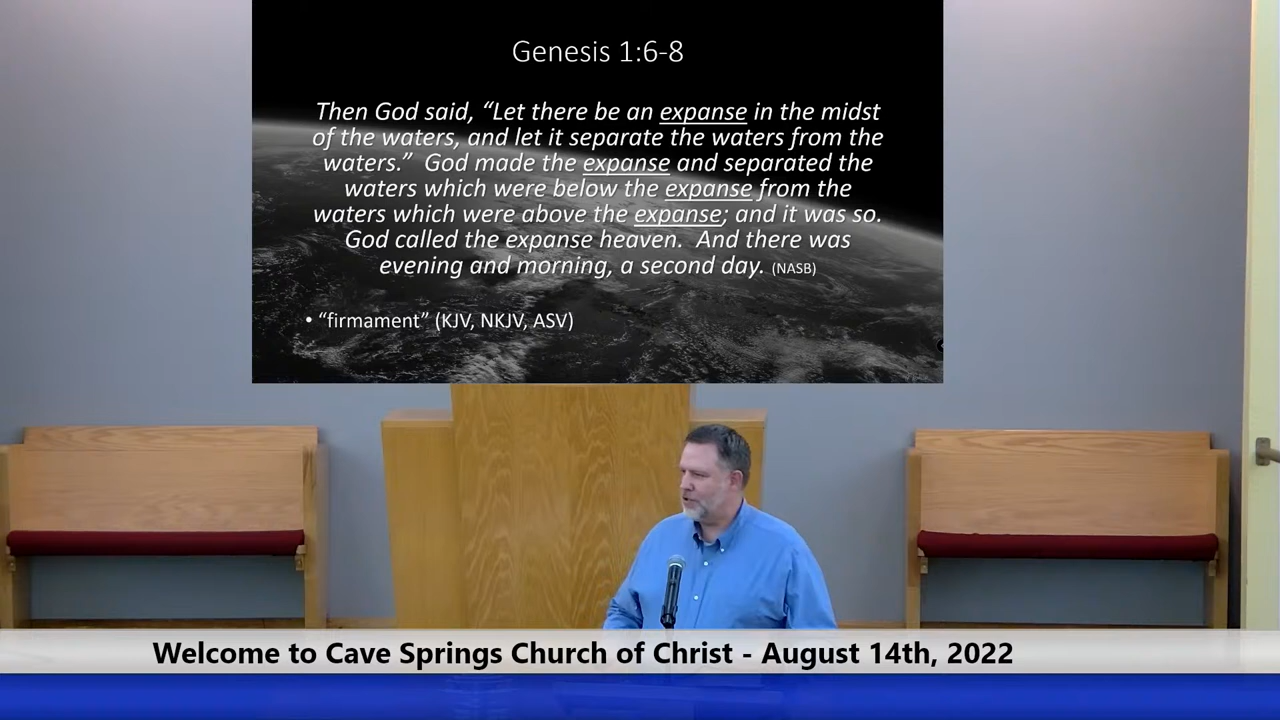 Genesis 1:6-8
Then God said, “Let there be an expanse in the midst
of the waters, and let it separate the waters from the
waters.”  God made the expanse and separated the
waters which were below the expanse from the
waters which were above the expanse; and it was so.
God called the expanse heaven.  And there was
evening and morning, a second day. (NASB)
• “firmament” (KJV, NKJV, ASV)
Welcome to Cave Springs Church of Christ - August 14th, 2022